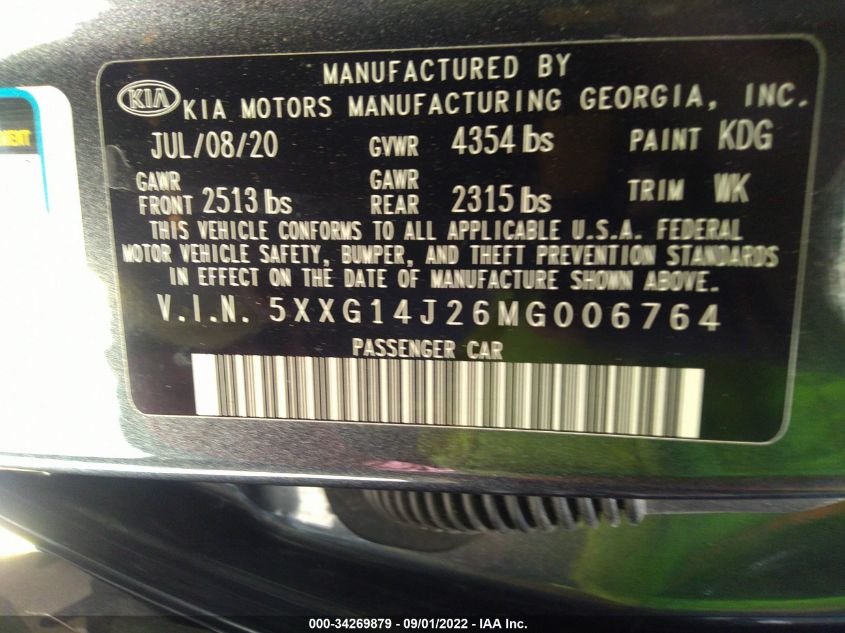 MANUFACTURED BY
KIA KIA MOTORS MANUFACTURING GEORGIA, INC.
JUL/08/20 GVWR 4354 lbs PAINT KDG
GAWR FRONT 2513 lbs GAWR REAR 2315 lbs TRIM WK
THIS VEHICLE CONFORMS TO ALL APPLICABLE U.S.A. FEDERAL
MOTOR VEHICLE SAFETY, BUMPER, AND THEFT PREVENTION STANDARDS
IN EFFECT ON THE DATE OF MANUFACTURE SHOWN ABOVE.
V.I.N. 5XXG14J26MG006764
PASSENGER CAR
000-34269879 - 09/01/2022 - IAA Inc.